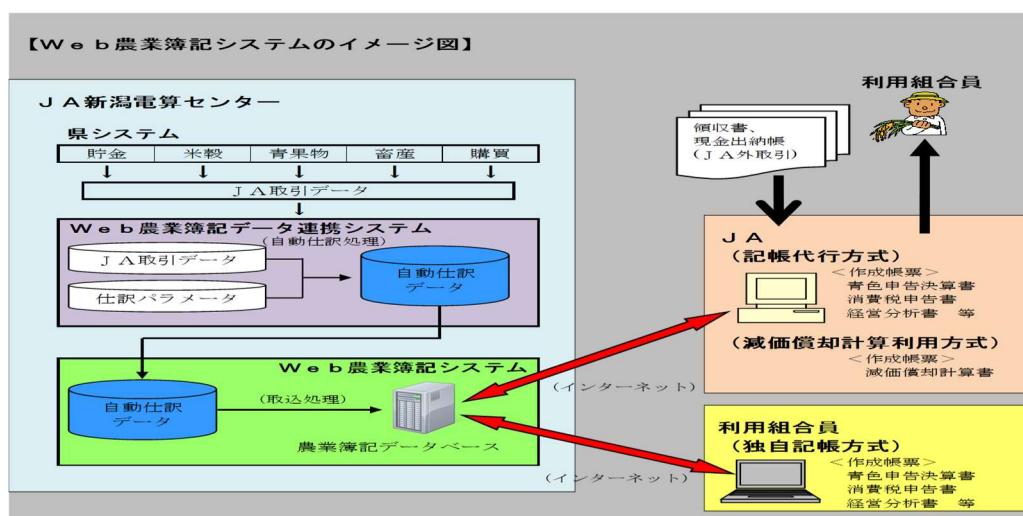 【Ｗｅｂ農業簿記システムのイメージ図】
ＪＡ新潟電算センター
県システム
貯金
米穀
青果物
畜産
購買
ＪＡ取引データ
Ｗｅｂ農業簿記データ連携システム
（自動仕訳処理）
ＪＡ取引データ
仕訳パラメータ
自動仕訳
データ
Ｗｅｂ農業簿記システム
自動仕訳
データ
（取込処理）
農業簿記データベース
（インターネット）
（インターネット）
利用組合員
領収書、
現金出納帳
（ＪＡ外取引）
ＪＡ
（記帳代行方式）
＜作成帳票＞
青色申告決算書
消費税申告書
経営分析書　等
（減価償却計算利用方式）
＜作成帳票＞
減価償却計算書
利用組合員
（独自記帳方式）
＜作成帳票＞
青色申告決算書
消費税申告書
経営分析書　等